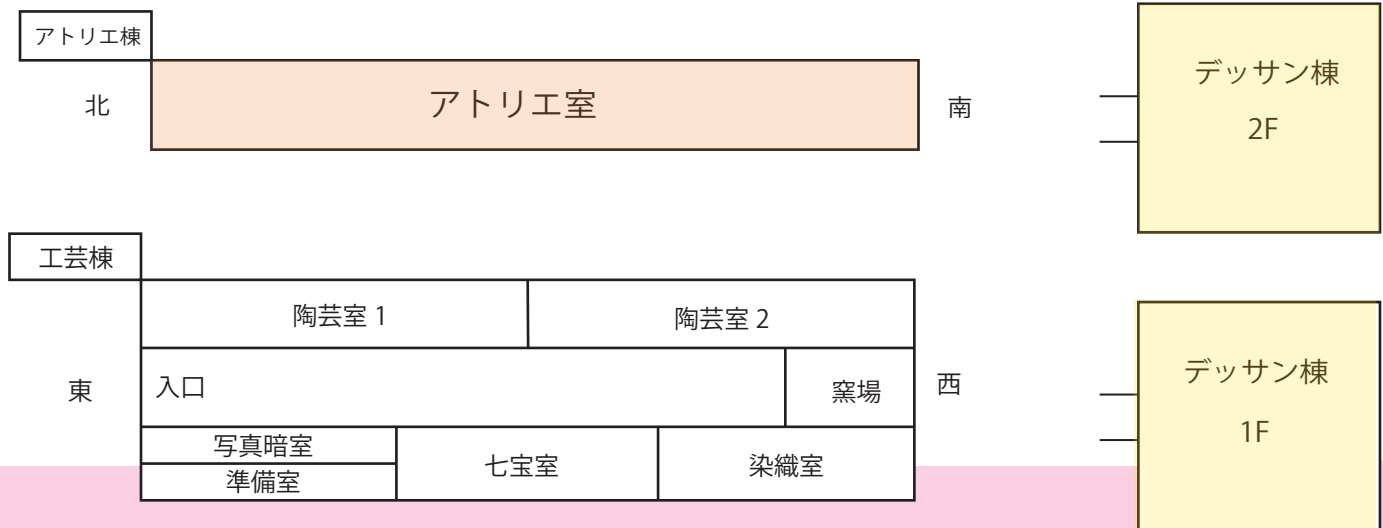 アトリエ棟
北
アトリエ室
南
デッサン棟
2F
工芸棟
陶芸室 1
陶芸室 2
東
入口
窯場
西
写真暗室
準備室
七宝室
染織室
デッサン棟
1F